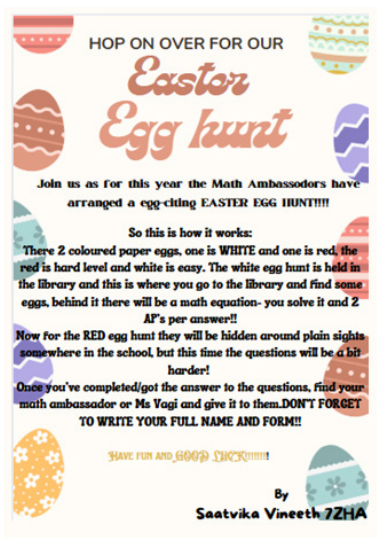 HOP ON OVER FOR OUR
Easter
Egg hunt
Join us as for this year the Math Ambassodors have
arranged a egg-citing EASTER EGG HUNT!!!!
So this is how it works:
There 2 coloured paper eggs, one is WHITE and one is red, the
red is hard level and white is easy. The white egg hunt is held in
the library and this is where you go to the library and find some
eggs, behind it there will be a math equation- you solve it and 2
AP's per answer!!
Now for the RED egg hunt they will be hidden around plain sights
somewhere in the school, but this time the questions will be a bit
harder!
Once you've completed/got the answer to the questions, find your
math ambassador or Ms Vagi and give it to them.DON'T FORGET
TO WRITE YOUR FULL NAME AND FORM!!
HAVE FUN AND GOOD LUCK!!!!!!!!
By
Saatvika Vineeth 7ZHA